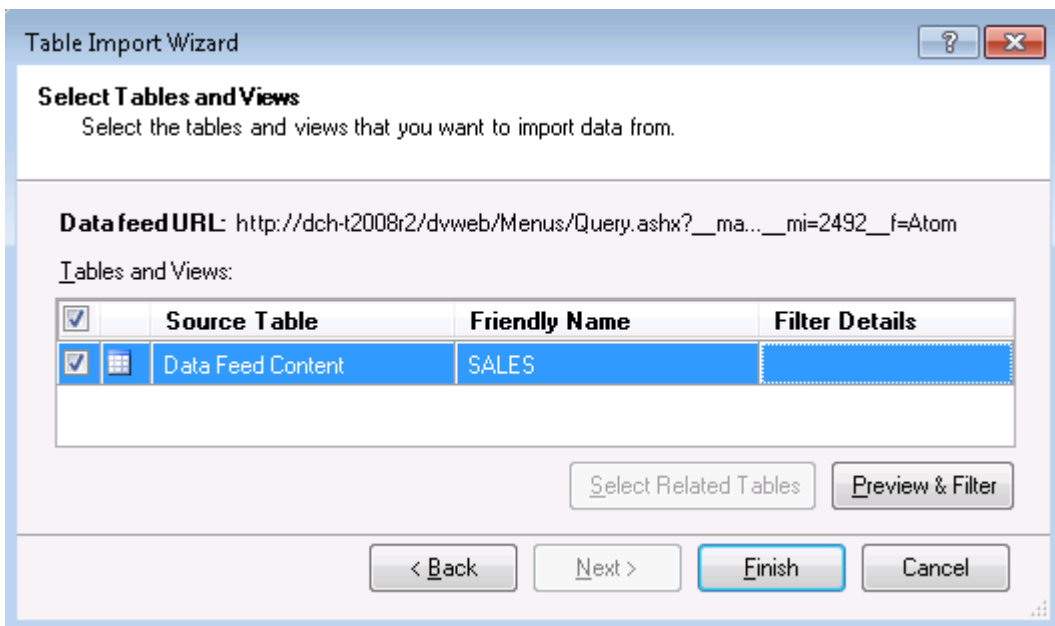 Table Import Wizard
Select Tables and Views
Select the tables and views that you want to import data from.
Data feed URL: http://dch-t2008r2/dvweb/Menus/Query.ashx?__ma...__mi=2492__f=Atom
Tables and Views:
Source Table Friendly Name Filter Details
Data Feed Content SALES
Select Related Tables Preview & Filter
< Back Next > Finish Cancel